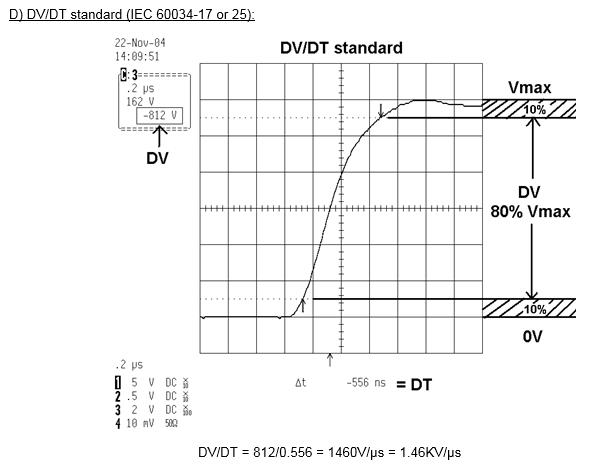 D) DV/DT standard (IEC 60034-17 or 25):
22-Nov-04
14:09:51
DV/DT standard
3
.2 µs
162 V
-812 V
DV
Vmax
10%
DV
80% Vmax
10%
0V
.2 µs
1 5 V DC
2 .5 V DC
3 2 V DC
4 10 mV 50Ω
Δt -556 ns = DT
DV/DT = 812/0.556 = 1460V/µs = 1.46KV/µs